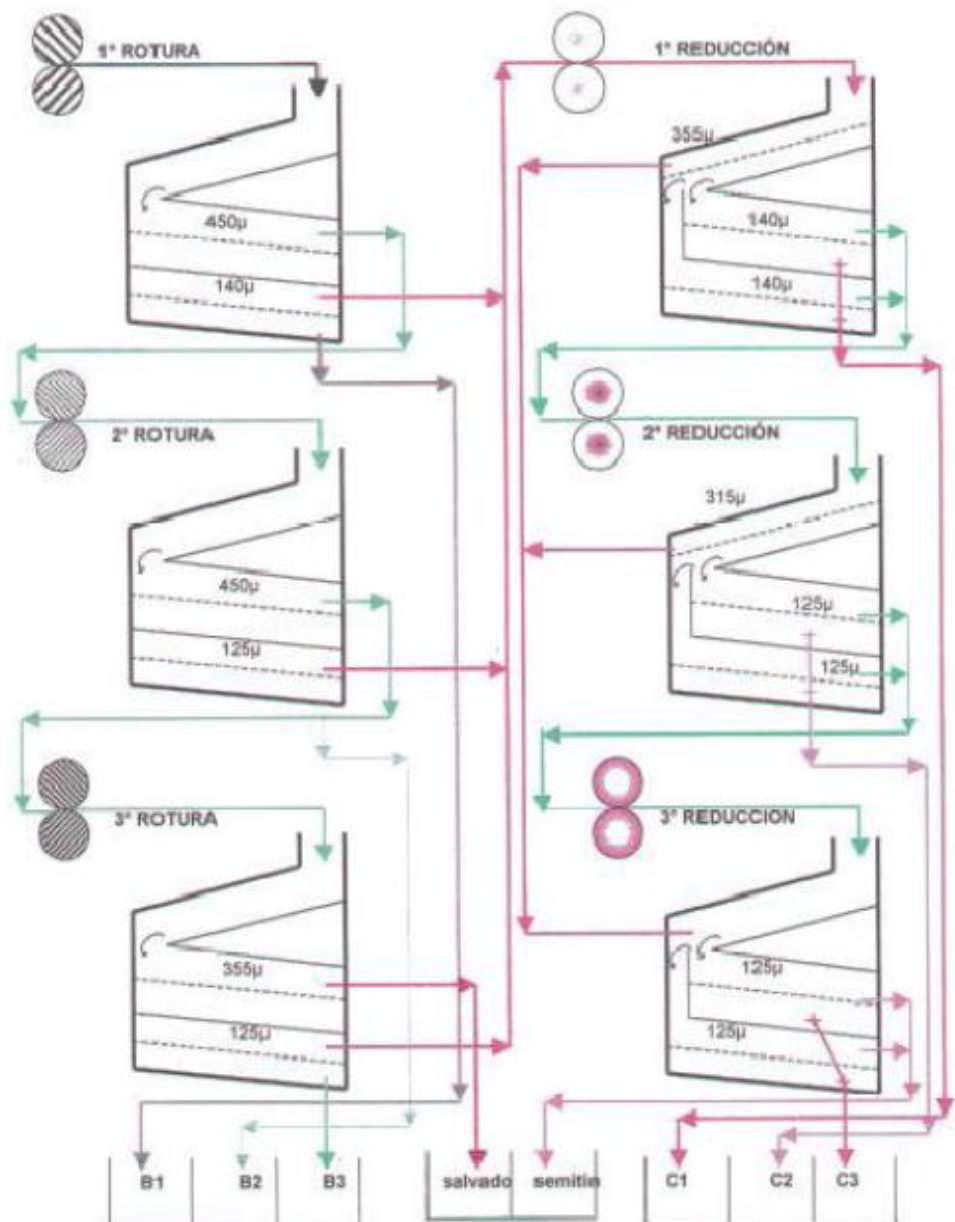 1° ROTURA
1° REDUCCIÓN
355µ
450µ
140µ
140µ
140µ
2° ROTURA
2° REDUCCIÓN
315µ
450µ
125µ
125µ
125µ
3° ROTURA
3° REDUCCION
355µ
125µ
125µ
125µ
B1 B2 B3 salvado semitin C1 C2 C3